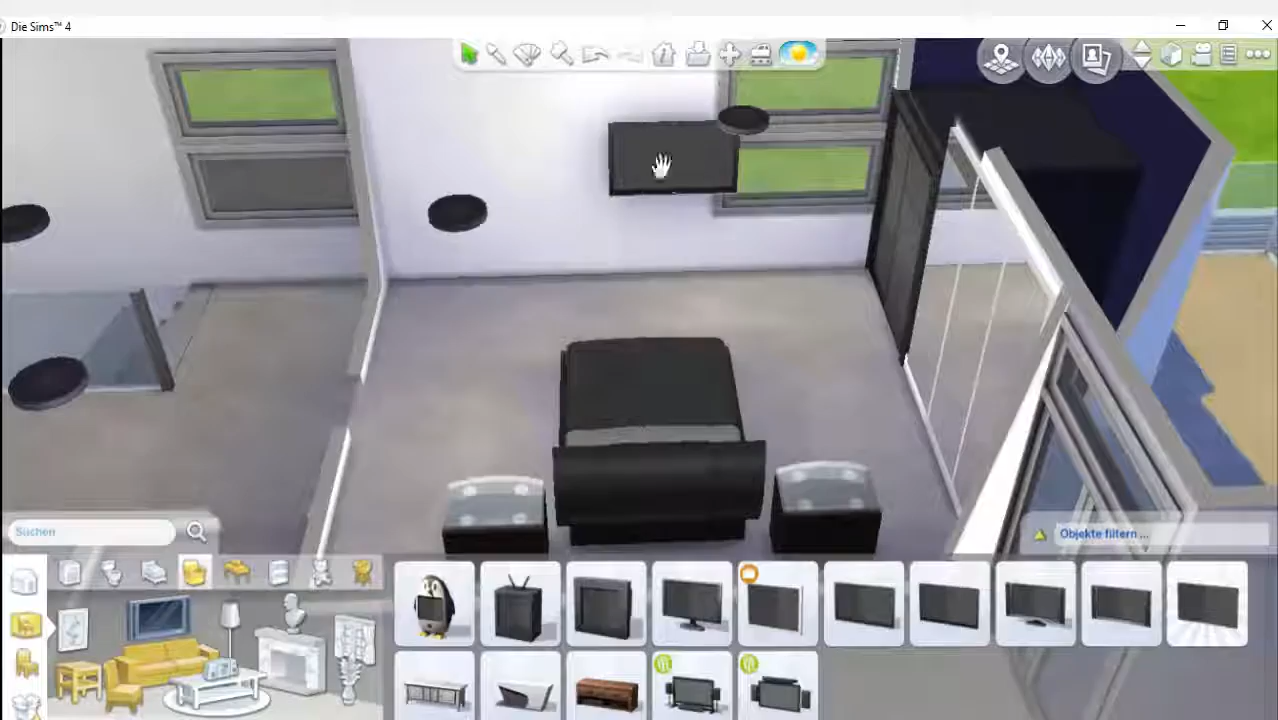 Die Sims™ 4
Suchen
Objekte filtern ...